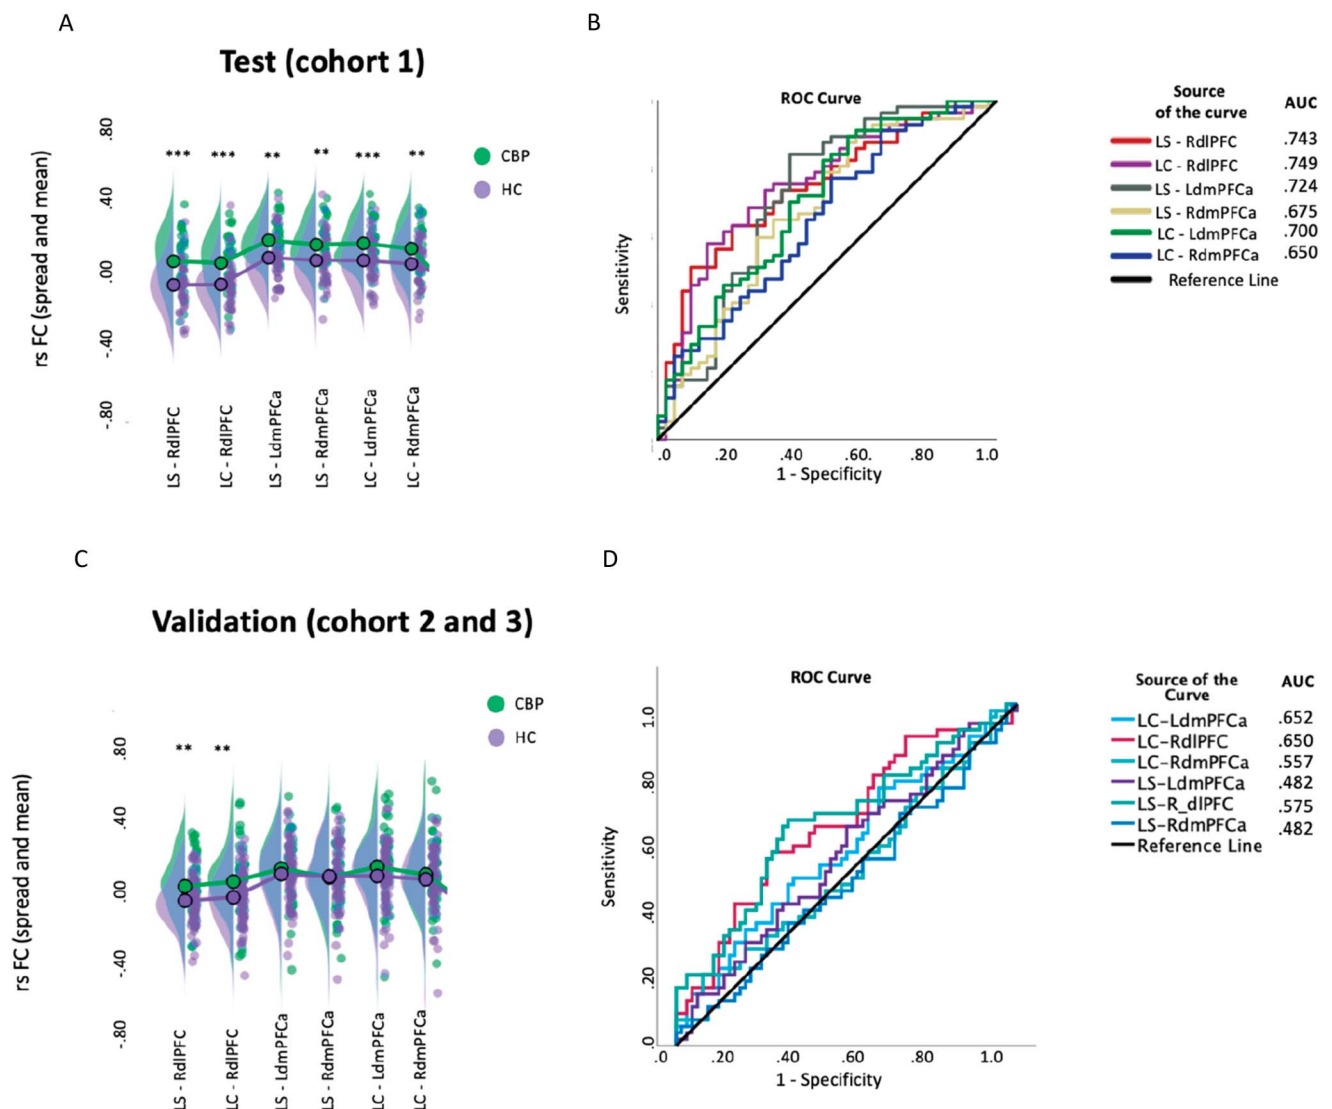 A
Test (cohort 1)
rs FC (spread and mean)
.80
.40
.00
-.40
-.80
*** *** ** ** *** **
CBP
HC
LS - RdlPFC
LC - RdlPFC
LS - LdmPFCa
LS - RdmPFCa
LC - LdmPFCa
LC - RdmPFCa
B
ROC Curve
Sensitivity
.0 .20 .40 .60. .80 1.0
1 - Specificity
Source
of the curve
AUC
LS - RdlPFC .743
LC - RdlPFC .749
LS - LdmPFCa .724
LS - RdmPFCa .675
LC - LdmPFCa .700
LC - RdmPFCa .650
Reference Line
C
Validation (cohort 2 and 3)
rs FC (spread and mean)
.80
.40
.00
-.40
-.80
** **
CBP
HC
LS - RdlPFC
LC - RdlPFC
LS - LdmPFCa
LS - RdmPFCa
LC - LdmPFCa
LC - RdmPFCa
D
ROC Curve
Sensitivity
1.0
.80
.60
.40
.20
.0
.0 .20 .40 .60 .80 1.0
1 - Specificity
Source of the
Curve
AUC
LC-LdmPFCa .652
LC-RdlPFC .650
LC-RdmPFCa .557
LS-LdmPFCa .482
LS-R_dlPFC .575
LS-RdmPFCa .482
Reference Line